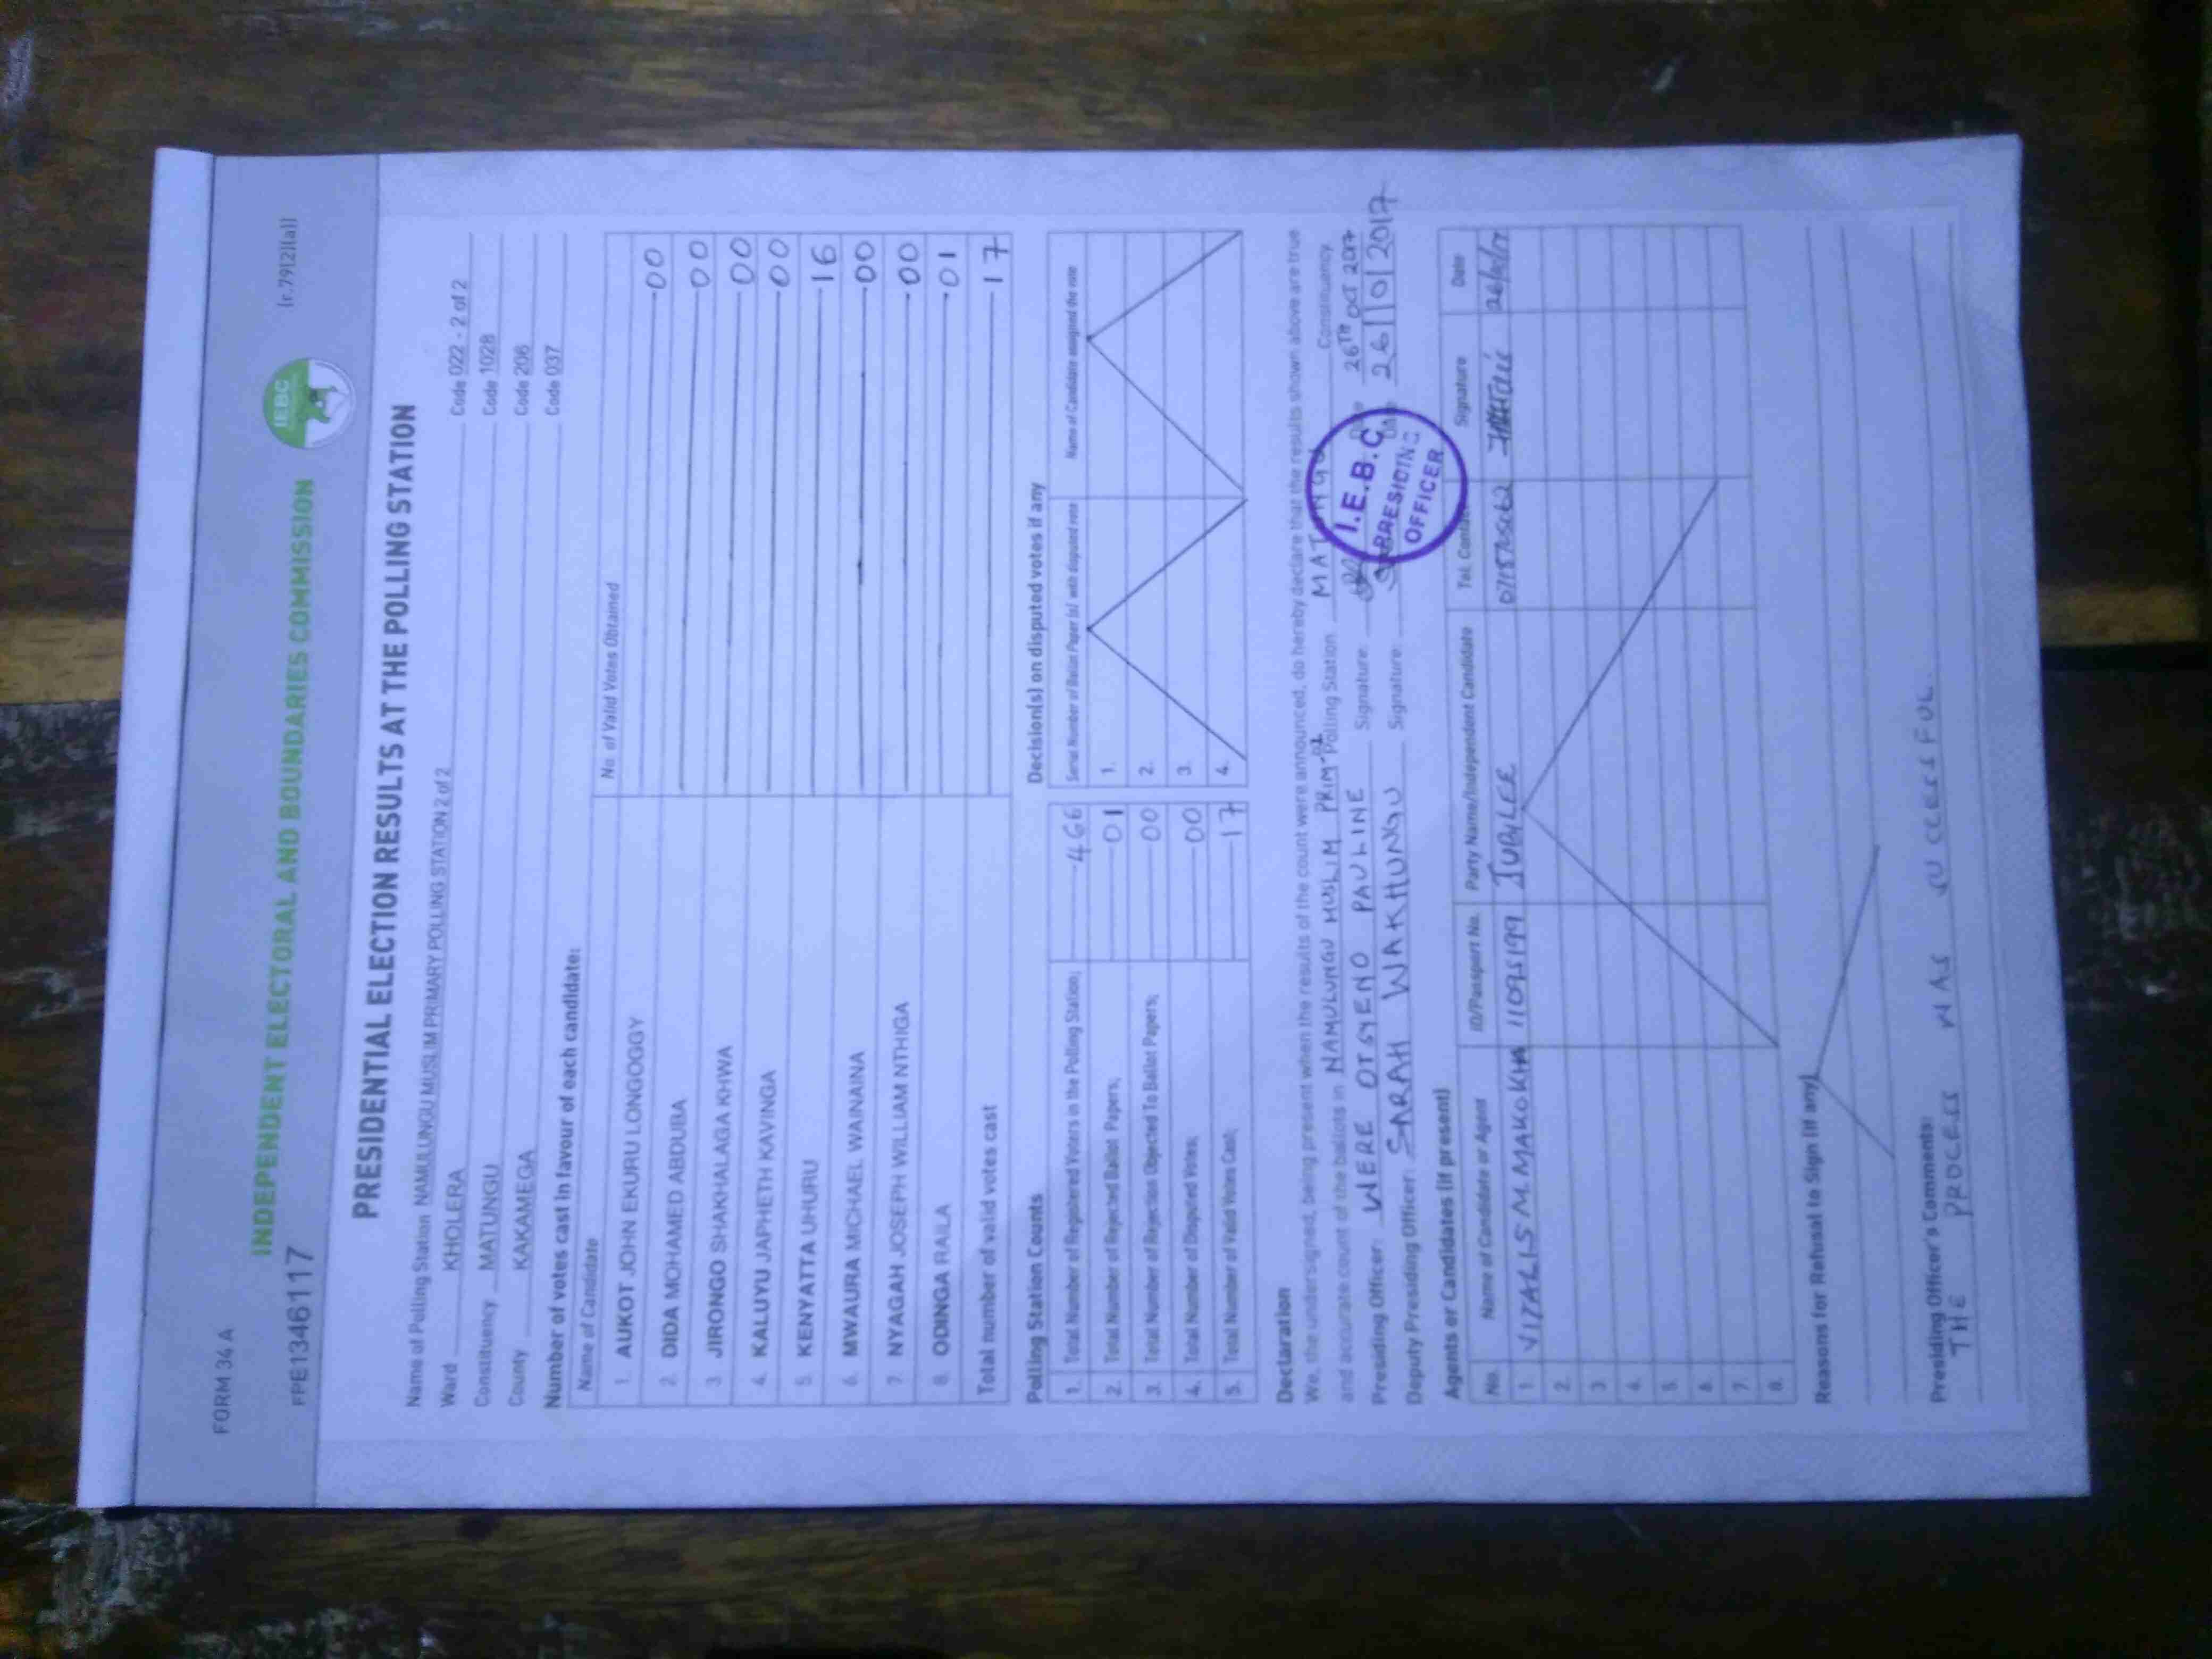 FORM 34 A
(r.79(2)(a))
INDEPENDENT ELECTORAL AND BOUNDARIES COMMISSION
IEBC
FPE1346117
PRESIDENTIAL ELECTION RESULTS AT THE POLLING STATION
Name of Polling Station NAMULUNGU MUSLIM PRIMARY POLLING STATION 2 of 2 Code 022 - 2 of 2
Ward KHOLERA Code 1028
Constituency MATUNGU Code 206
County KAKAMEGA Code 037
Number of votes cast in favour of each candidate:
Name of Candidate No. of Valid Votes Obtained
1. AUKOT JOHN EKURU LONGOGGY 00
2. DIDA MOHAMED ABDUBA 00
3 JIRONGO SHAKHALAGA KHWA 00
4. KALUYU JAPHETH KAVINGA 00
5. KENYATTA UHURU 16
6. MWAURA MICHAEL WAINAINA 00
7. NYAGAH JOSEPH WILLIAM NTHIGA 00
8. ODINGA RAILA 01
Total number of valid votes cast 17
Polling Station Counts
1. Total Number of Registered Voters in the Polling Station; 466
2. Total Number of Rejected Ballot Papers; 01
3. Total Number of Rejection Objected To Ballot Papers; 00
4. Total Number of Disputed Votes; 00
5. Total Number of Valid Votes Cast; 17
Decision(s) on disputed votes if any
Serial Number of Ballot Paper (s) with disputed vote Name of Candidate assigned the vote
1.
2.
3.
4.
Declaration
We, the undersigned, being present when the results of the count were announced, do hereby declare that the results shown above are true
and accurate count of the ballots in NAMULUNGU MUSLIM PRIM- Polling Station Constituency.
Presiding Officer: WERE OTSYENO PAULINE Signature: 26TH OCT 2017
Deputy Presiding Officer: SARAH WAKHUNGU Signature: 26 10 2017
I.E.B.C
PRESIDING
OFFICER
Agents or Candidates (if present)
No. Name of Candidate or Agent ID/Passport No. Party Name/Independent Candidate Tel. Contact Signature Date
1. VITALIS M. MAKOKHA 11095199 JUBILEE
2.
3.
4.
5.
6.
7.
8.
Reasons for Refusal to Sign (if any)
Presiding Officer's Comments:
THE PROCESS WAS SUCCESSFUL.